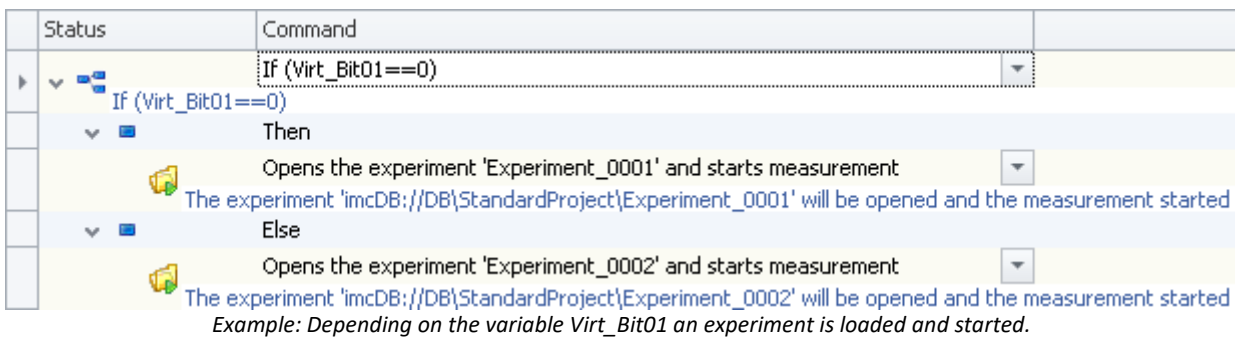 Status Command
If (Virt_Bit01==0)
If (Virt_Bit01==0)
Then
Opens the experiment 'Experiment_0001' and starts measurement
The experiment 'imcDB://DB\StandardProject\Experiment_0001' will be opened and the measurement started
Else
Opens the experiment 'Experiment_0002' and starts measurement
The experiment 'imcDB://DB\StandardProject\Experiment_0002' will be opened and the measurement started
Example: Depending on the variable Virt_Bit01 an experiment is loaded and started.